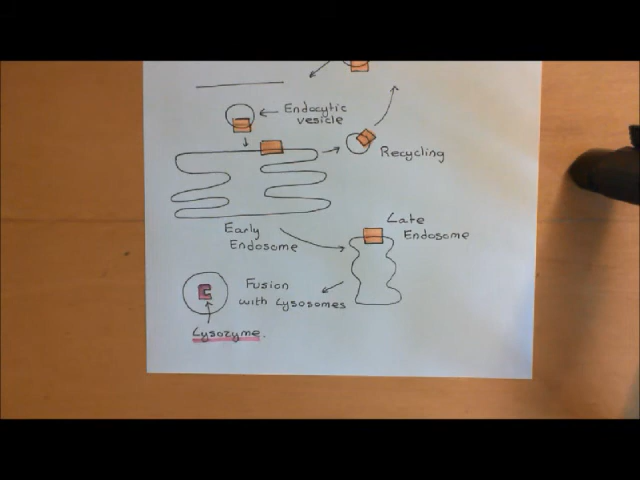 Endocytic
vesicle
Recycling
Early
Endosome
Late
Endosome
Fusion
with Lysosomes
Lysozyme.